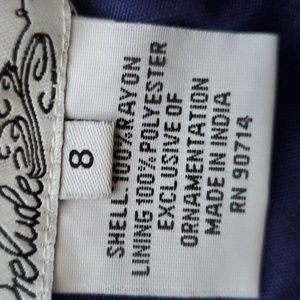 Prelude
8
SHELL 100% RAYON
LINING 100% POLYESTER
EXCLUSIVE OF
ORNAMENTATION
MADE IN INDIA
RN 90714